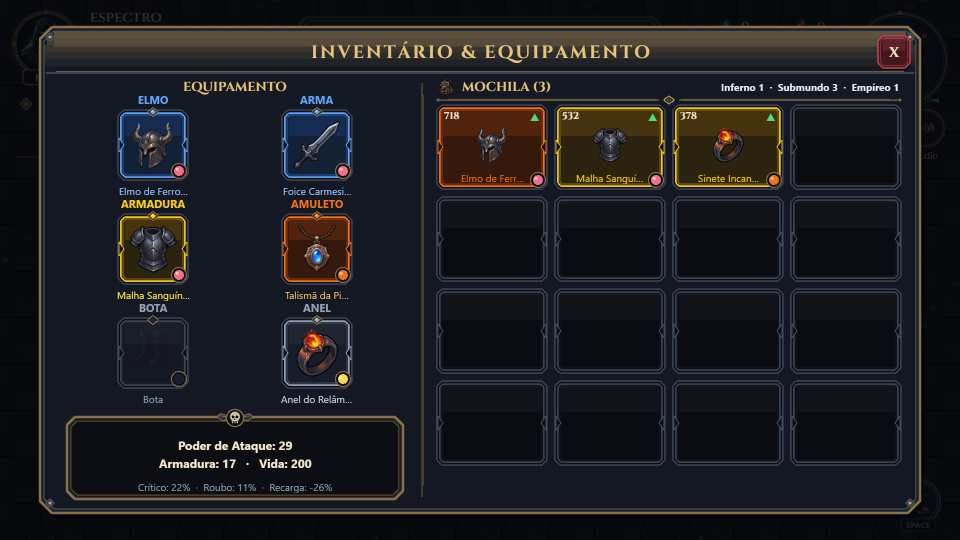 ESPECTRO
INVENTÁRIO & EQUIPAMENTO
X
EQUIPAMENTO
ELMO
ARMA
Elmo de Ferro...
Foice Carmesi...
ARMADURA
AMULETO
Malha Sanguín...
Talismã da Pi...
BOTA
ANEL
Bota
Anel do Relâm...
Poder de Ataque: 29
Armadura: 17 · Vida: 200
Crítico: 22% · Roubo: 11% · Recarga: -26%
MOCHILA (3)
Inferno 1 · Submundo 3 · Empíreo 1
718
Elmo de Ferr...
532
Malha Sanguí...
378
Sinete Incan...
SPACE